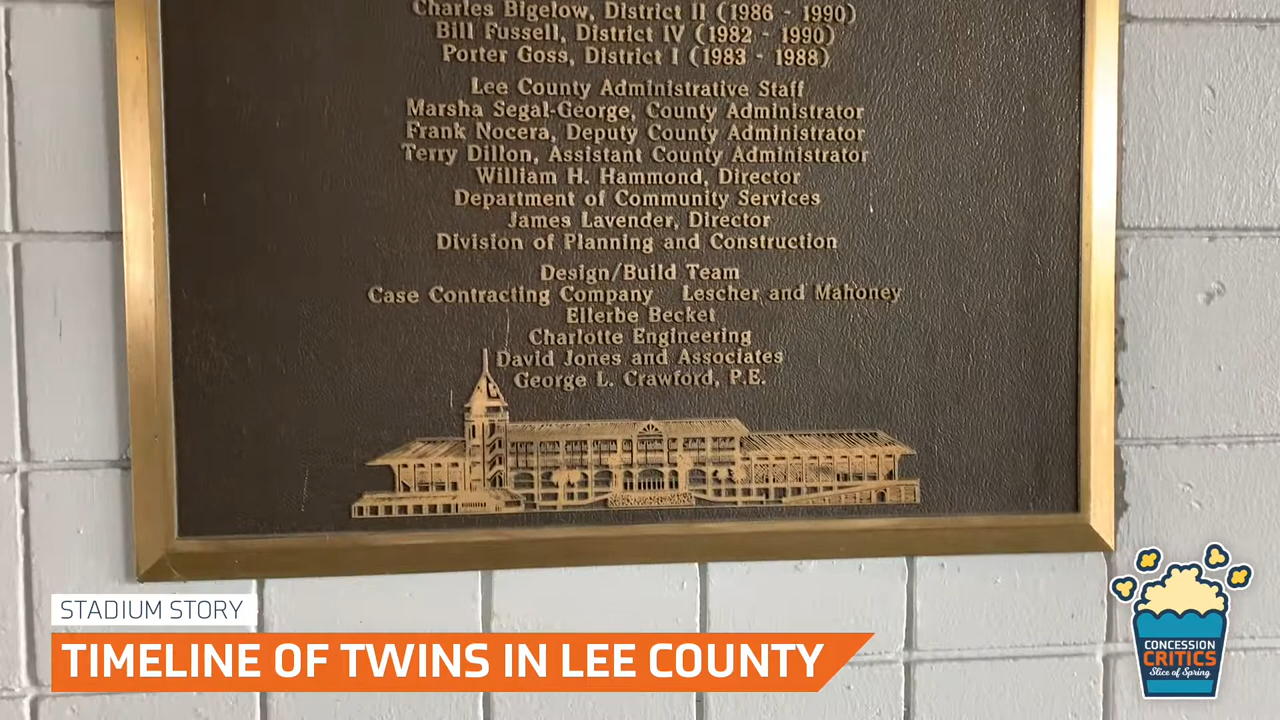 Charles Bigelow, District II (1986 - 1990)
Bill Fussell, District IV (1982 - 1990)
Porter Goss, District I (1983 - 1988)
Lee County Administrative Staff
Marsha Segal-George, County Administrator
Frank Nocera, Deputy County Administrator
Terry Dillon, Assistant County Administrator
William H. Hammond, Director
Department of Community Services
James Lavender, Director
Division of Planning and Construction
Design/Build Team
Case Contracting Company Lescher and Mahoney
Ellerbe Becket
Charlotte Engineering
David Jones and Associates
George L. Crawford, P.E.
STADIUM STORY
TIMELINE OF TWINS IN LEE COUNTY
CONCESSION
CRITICS
Slice of Spring